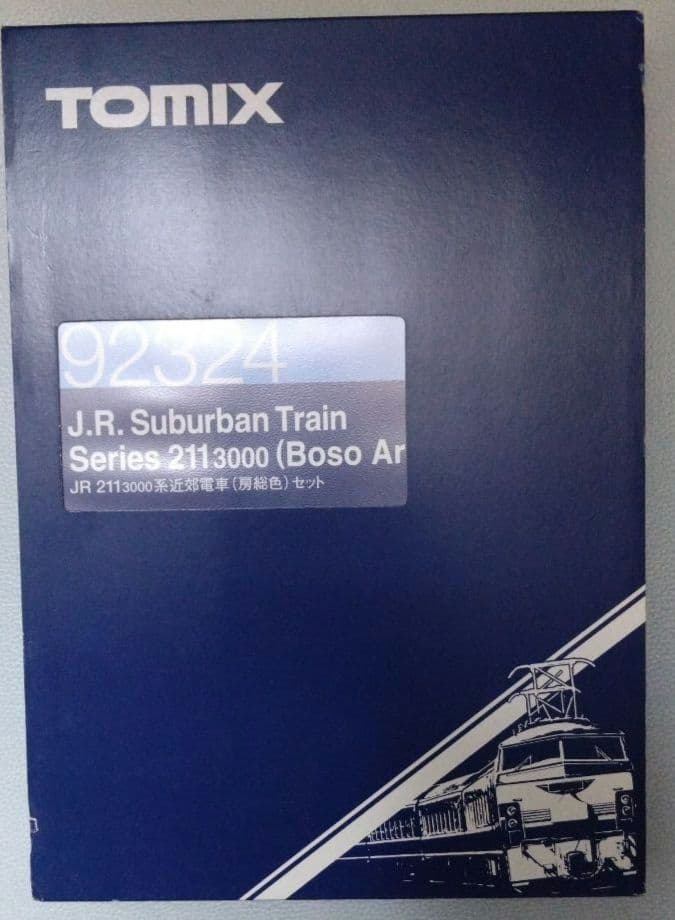 TOMIX
92324
J.R. Suburban Train
Series 2113000 (Boso Ar
JR 2113000系近郊電車(房総色)セット